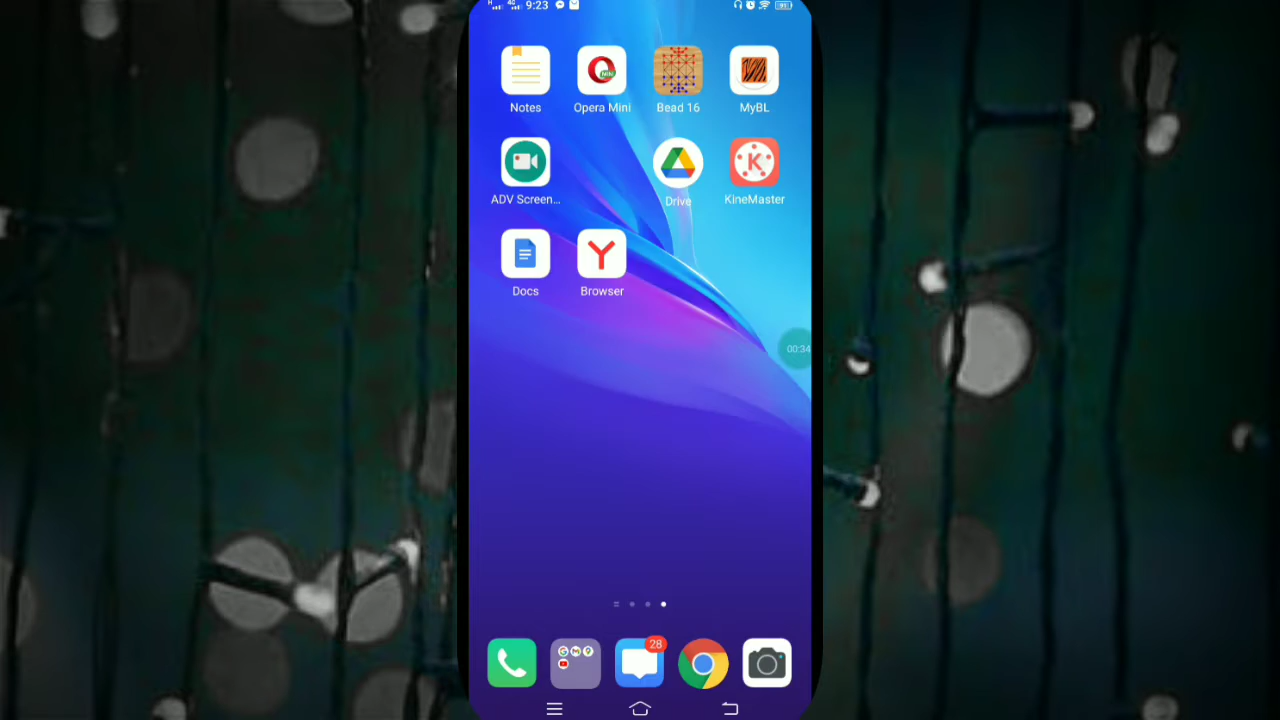 9:23
Notes
Opera Mini
Bead 16
MyBL
ADV Screen...
Drive
KineMaster
Docs
Browser
00:34
28